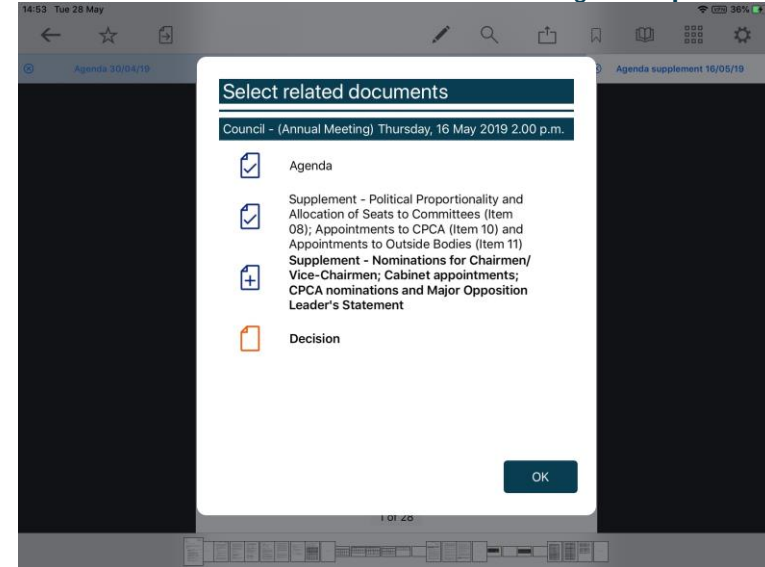 14:53 Tue 28 May
36%
Agenda 30/04/19
Agenda supplement 16/05/19
Select related documents
Council - (Annual Meeting) Thursday, 16 May 2019 2.00 p.m.
Agenda
Supplement - Political Proportionality and
Allocation of Seats to Committees (Item
08); Appointments to CPCA (Item 10) and
Appointments to Outside Bodies (Item 11)
Supplement - Nominations for Chairmen/
Vice-Chairmen; Cabinet appointments;
CPCA nominations and Major Opposition
Leader's Statement
Decision
OK
1 of 28